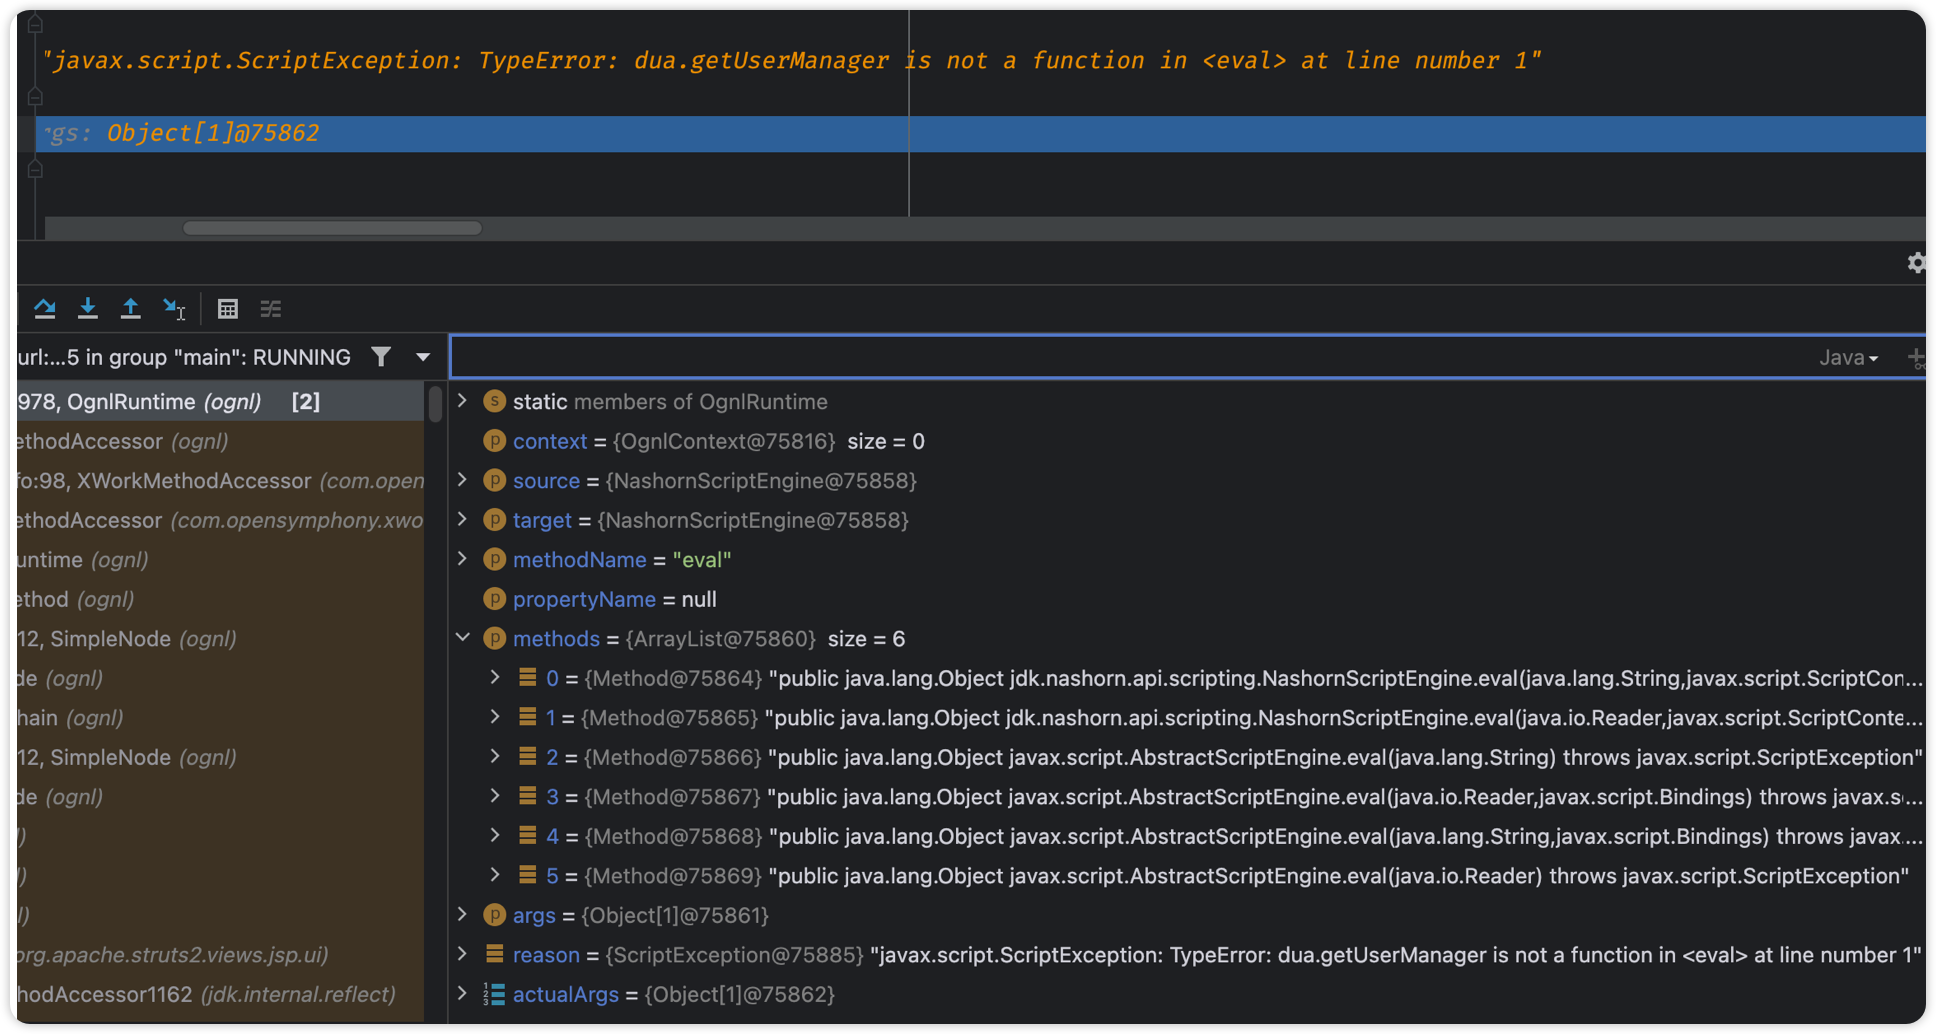 "javax.script.ScriptException: TypeError: dua.getUserManager is not a function in <eval> at line number 1"
gs: Object[1]@75862
url:...5 in group "main": RUNNING
Java
978, OgnlRuntime (ognl) [2]
ethodAccessor (ognl)
fo:98, XWorkMethodAccessor (com.open
ethodAccessor (com.opensymphony.xwo
untime (ognl)
ethod (ognl)
12, SimpleNode (ognl)
de (ognl)
hain (ognl)
12, SimpleNode (ognl)
de (ognl)
l)
l)
l)
org.apache.struts2.views.jsp.ui)
hodAccessor1162 (jdk.internal.reflect)
static members of OgnlRuntime
context = {OgnlContext@75816} size = 0
source = {NashornScriptEngine@75858}
target = {NashornScriptEngine@75858}
methodName = "eval"
propertyName = null
methods = {ArrayList@75860} size = 6
0 = {Method@75864} "public java.lang.Object jdk.nashorn.api.scripting.NashornScriptEngine.eval(java.lang.String,javax.script.ScriptCon...
1 = {Method@75865} "public java.lang.Object jdk.nashorn.api.scripting.NashornScriptEngine.eval(java.io.Reader,javax.script.ScriptConte...
2 = {Method@75866} "public java.lang.Object javax.script.AbstractScriptEngine.eval(java.lang.String) throws javax.script.ScriptException"
3 = {Method@75867} "public java.lang.Object javax.script.AbstractScriptEngine.eval(java.io.Reader,javax.script.Bindings) throws javax.s...
4 = {Method@75868} "public java.lang.Object javax.script.AbstractScriptEngine.eval(java.lang.String,javax.script.Bindings) throws javax....
5 = {Method@75869} "public java.lang.Object javax.script.AbstractScriptEngine.eval(java.io.Reader) throws javax.script.ScriptException"
args = {Object[1]@75861}
reason = {ScriptException@75885} "javax.script.ScriptException: TypeError: dua.getUserManager is not a function in <eval> at line number 1"
actualArgs = {Object[1]@75862}